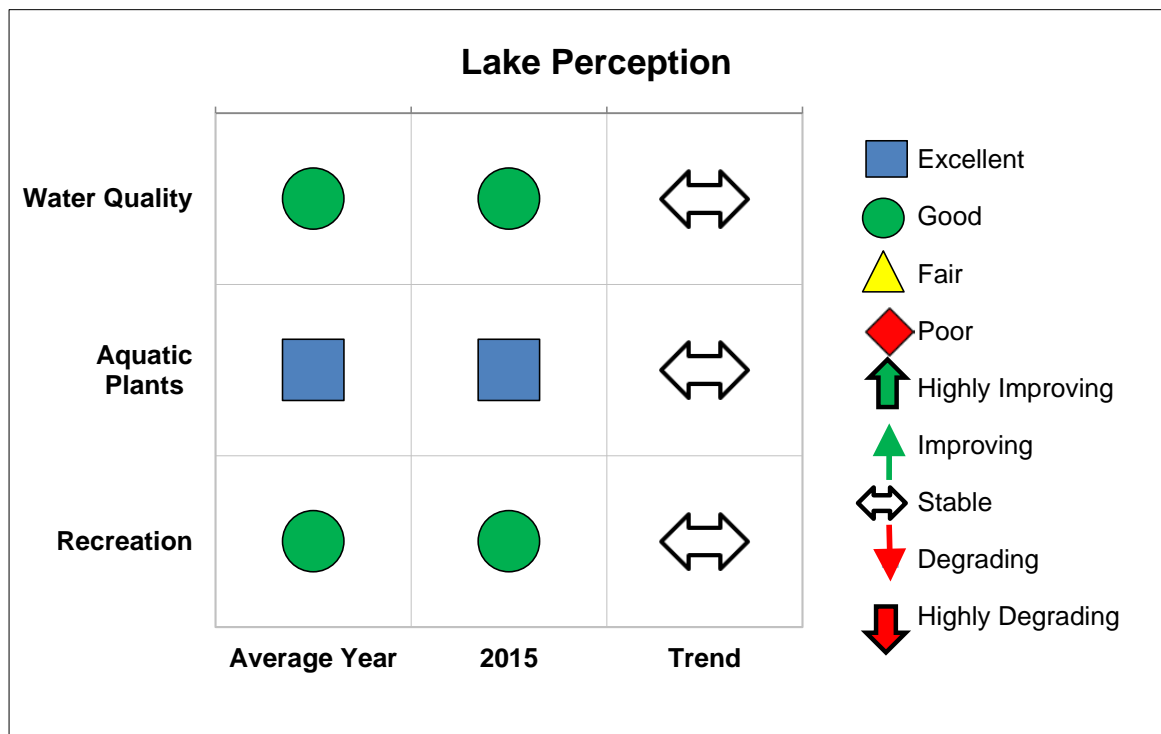 Lake Perception
Water Quality
Aquatic
Plants
Recreation
Average Year
2015
Trend
Excellent
Good
Fair
Poor
Highly Improving
Improving
Stable
Degrading
Highly Degrading